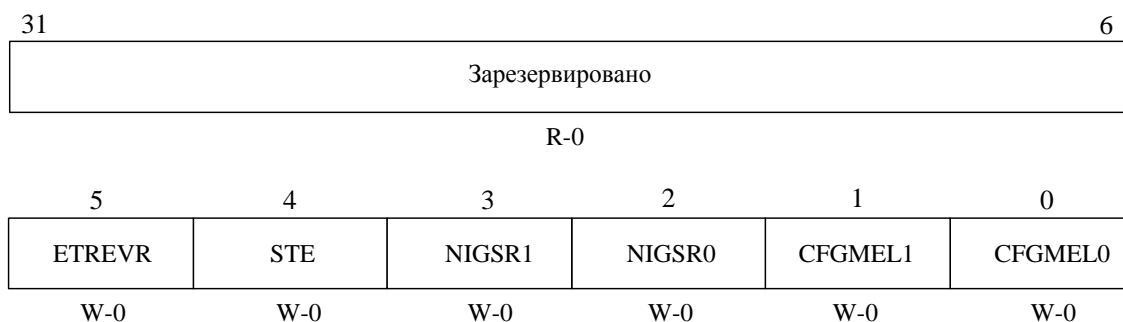 31 6
Зарезервировано
R-0
5 4 3 2 1 0
ETREVR STE NIGSR1 NIGSR0 CFGMEL1 CFGMEL0
W-0 W-0 W-0 W-0 W-0 W-0